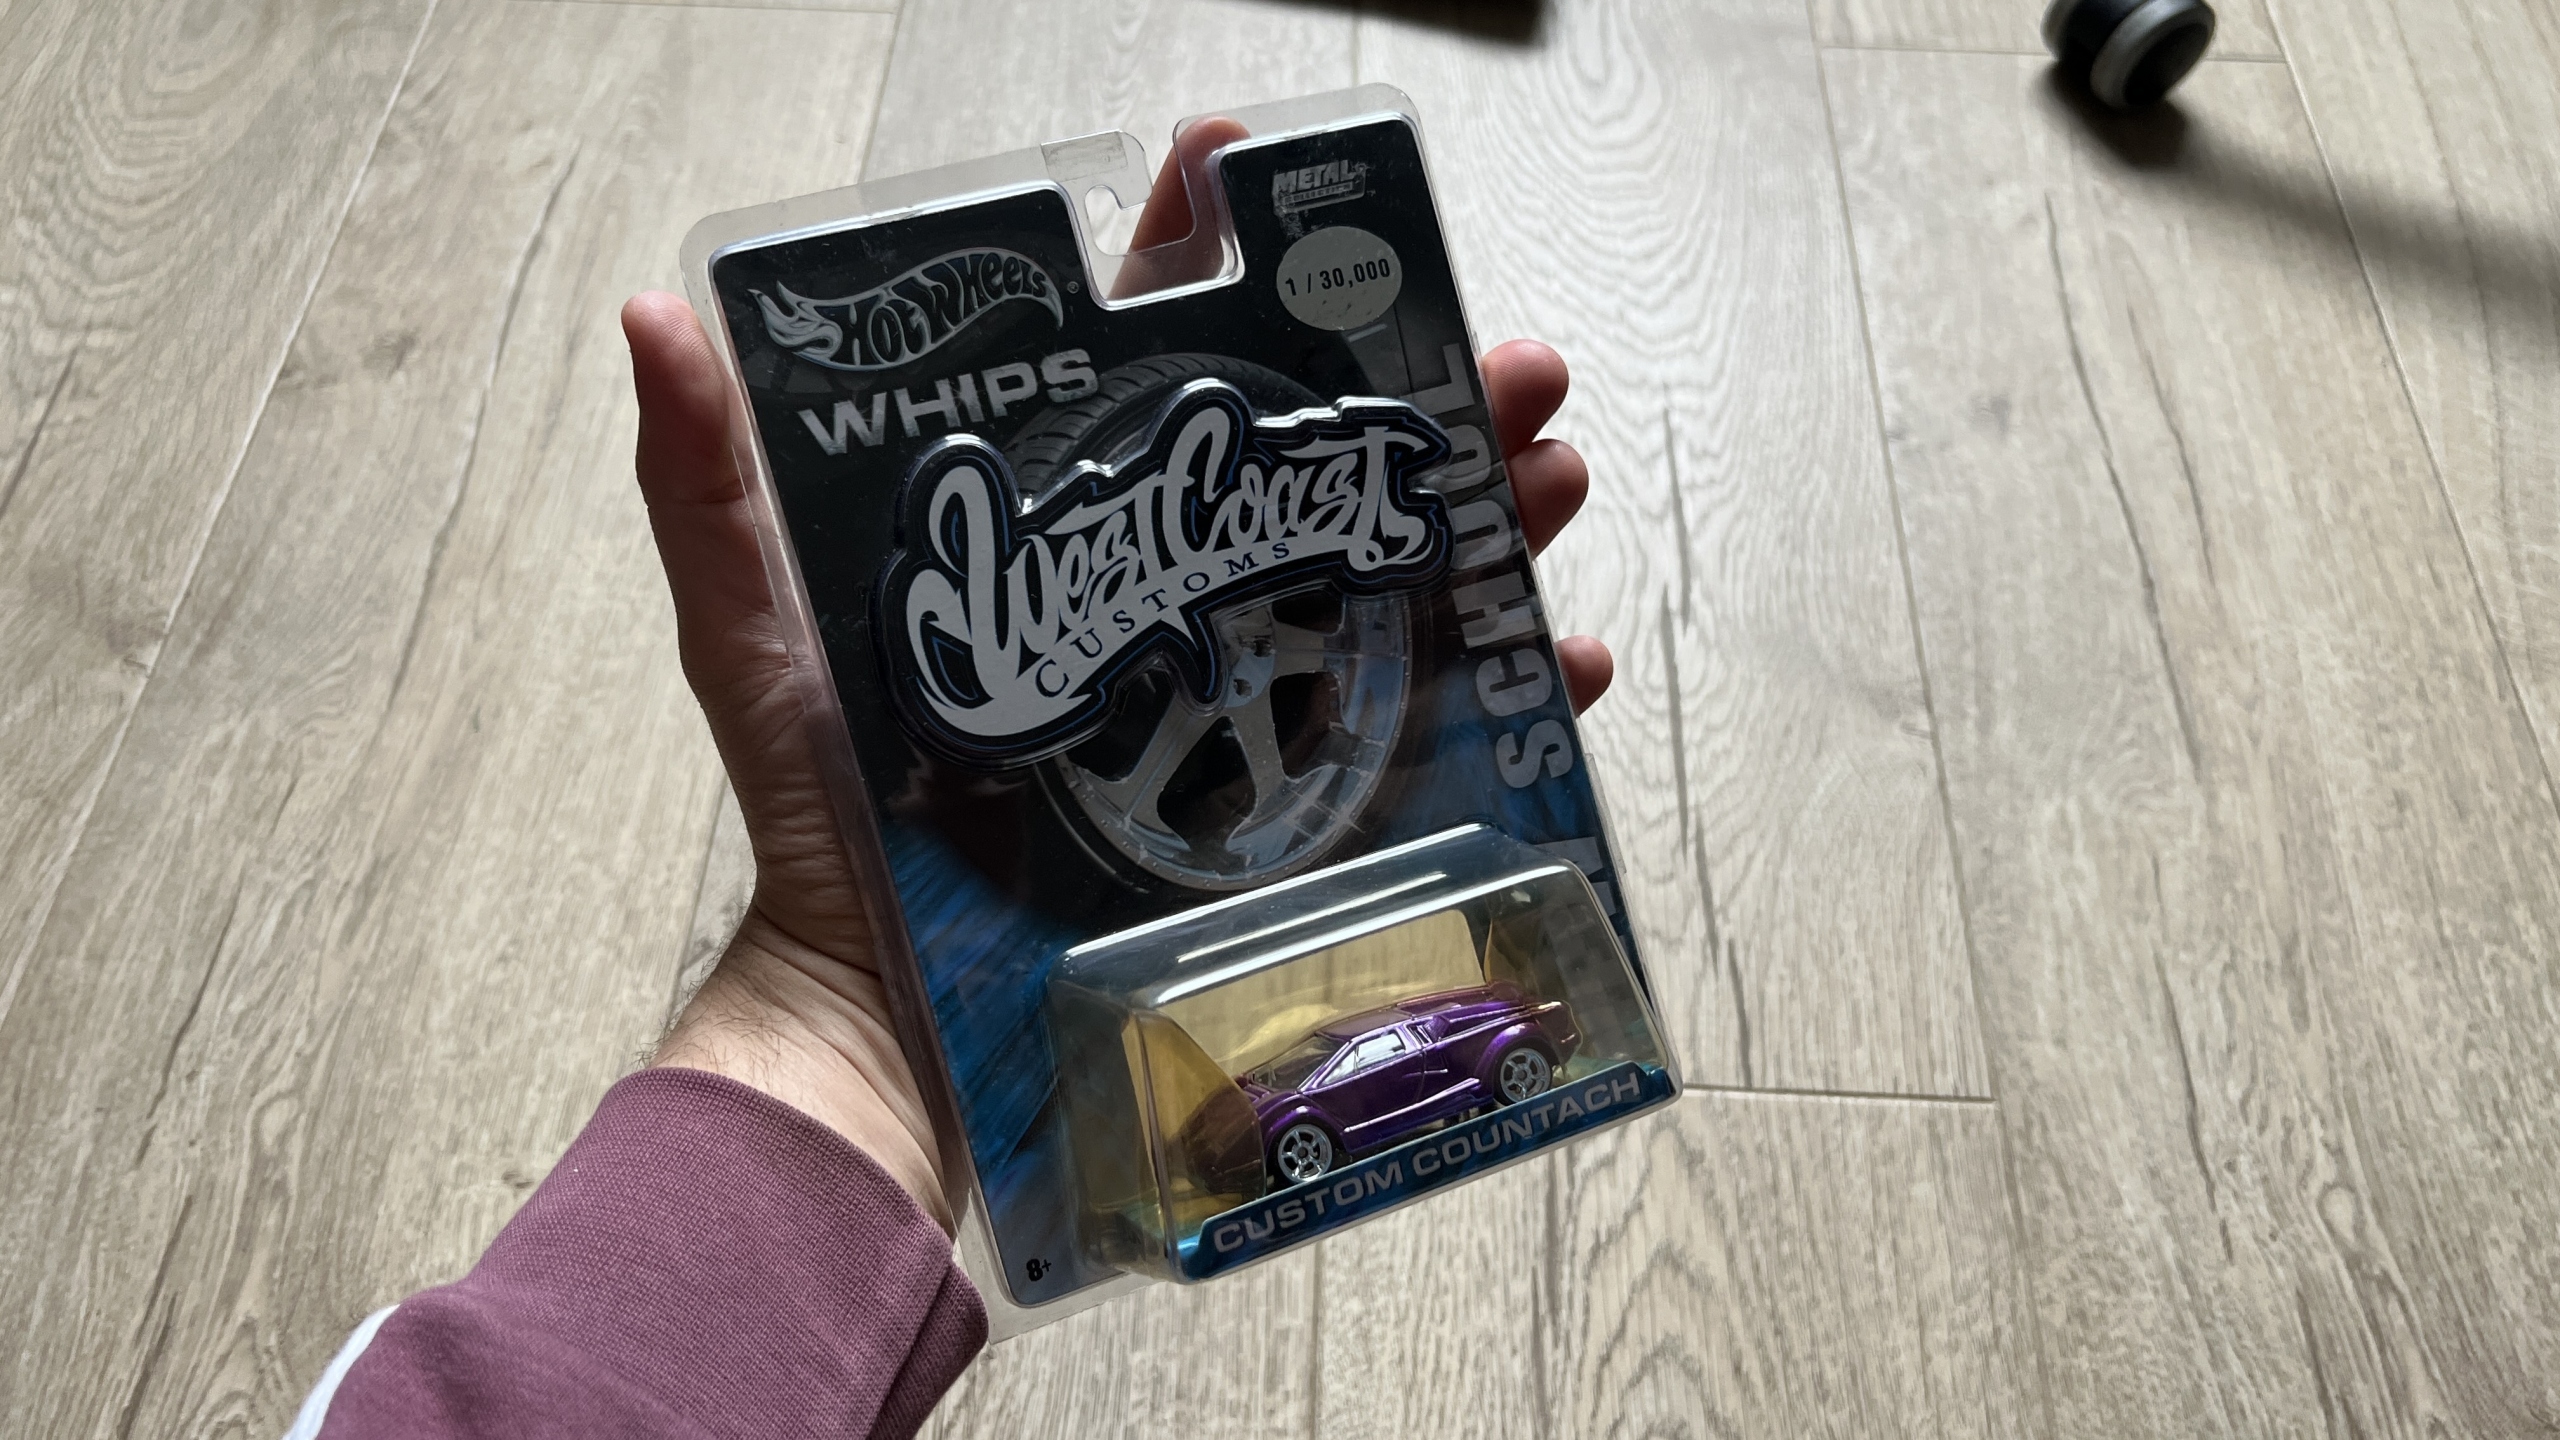 HOT WHEELS
®
METAL
1 / 30,000
WHIPS
West Coast
CUSTOMS
SCHOOL
CUSTOM COUNTACH
8+